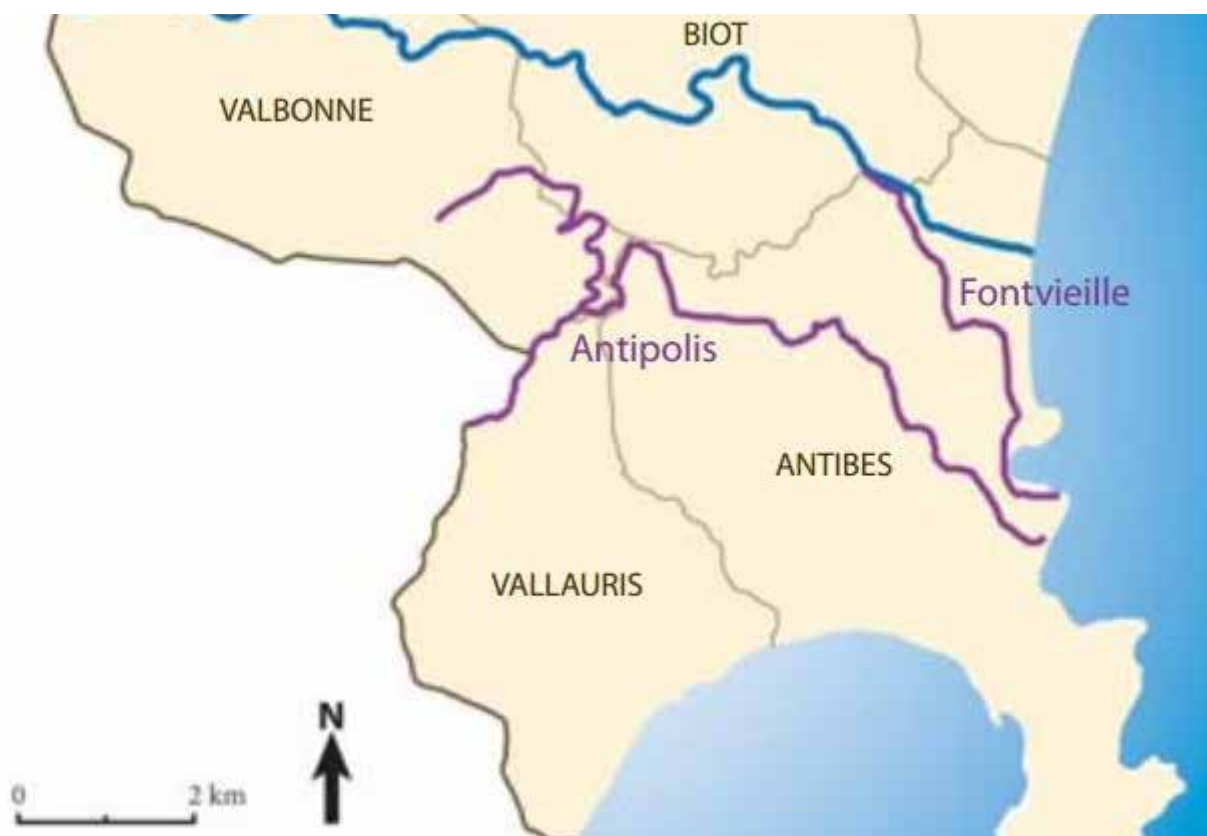 BIOT
VALBONNE
Fontvieille
Antipolis
ANTIBES
VALLAURIS
N
0 2 km